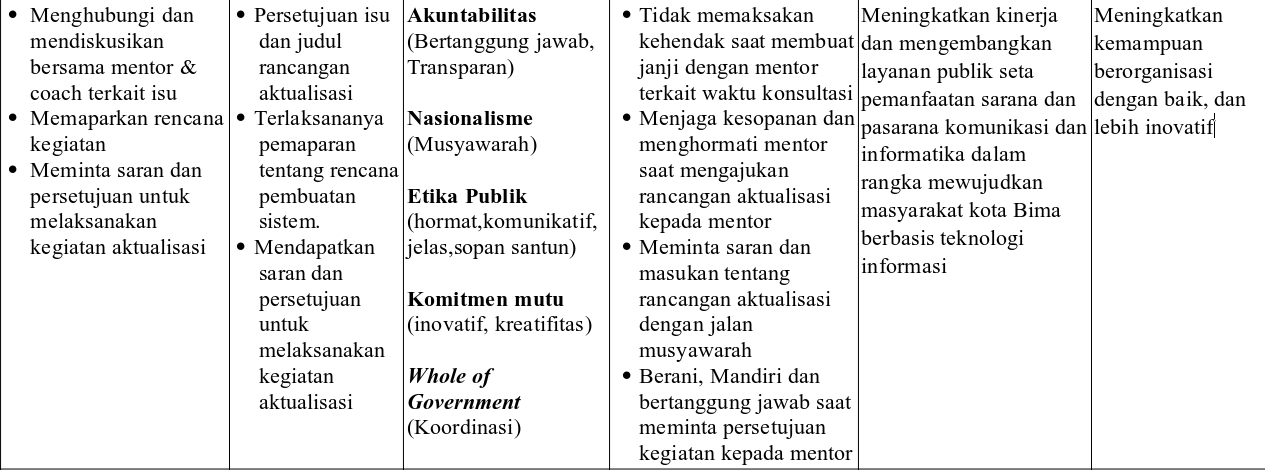 • Menghubungi dan
mendiskusikan
bersama mentor &
coach terkait isu
• Memaparkan rencana
kegiatan
• Meminta saran dan
persetujuan untuk
melaksanakan
kegiatan aktualisasi
• Persetujuan isu
dan judul
rancangan
aktualisasi
• Terlaksananya
pemaparan
tentang rencana
pembuatan
sistem.
• Mendapatkan
saran dan
persetujuan
untuk
melaksanakan
kegiatan
aktualisasi
Akuntabilitas
(Bertanggung jawab,
Transparan)
Nasionalisme
(Musyawarah)
Etika Publik
(hormat,komunikatif,
jelas,sopan santun)
Komitmen mutu
(inovatif, kreatifitas)
Whole of
Government
(Koordinasi)
• Tidak memaksakan
kehendak saat membuat
janji dengan mentor
terkait waktu konsultasi
• Menjaga kesopanan dan
menghormati mentor
saat mengajukan
rancangan aktualisasi
kepada mentor
• Meminta saran dan
masukan tentang
rancangan aktualisasi
dengan jalan
musyawarah
• Berani, Mandiri dan
bertanggung jawab saat
meminta persetujuan
kegiatan kepada mentor
Meningkatkan kinerja
dan mengembangkan
layanan publik seta
pemanfaatan sarana dan
pasarana komunikasi dan
informatika dalam
rangka mewujudkan
masyarakat kota Bima
berbasis teknologi
informasi
Meningkatkan
kemampuan
berorganisasi
dengan baik, dan
lebih inovatif